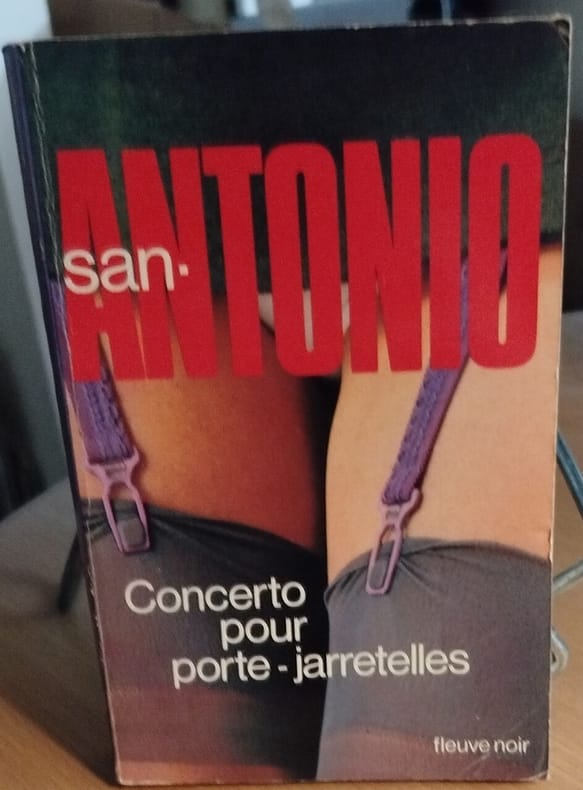 san-
ANTONIO
Concerto
pour
porte-jarretelles
fleuve noir